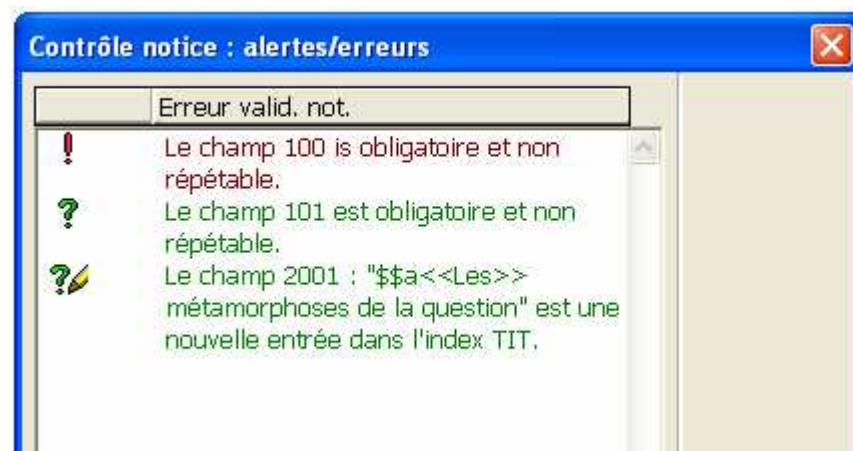 Contrôle notice : alertes/erreurs
Erreur valid. not.
Le champ 100 is obligatoire et non
répétable.
Le champ 101 est obligatoire et non
répétable.
Le champ 2001 : "$$a<<Les>>
métamorphoses de la question" est une
nouvelle entrée dans l'index TIT.